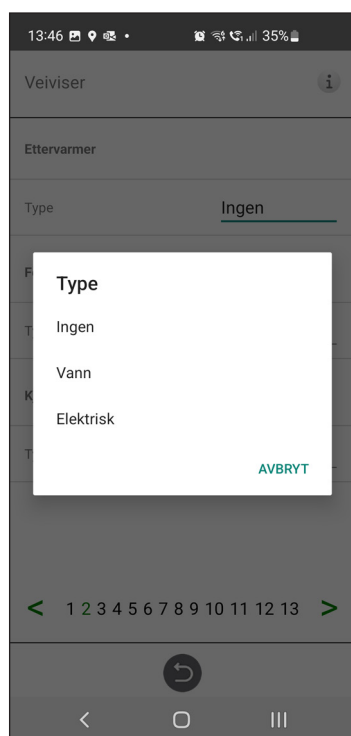 13:46 35%
Veiviser i
Ettervarmer
Type Ingen
F
Type
T
Ingen
Vann
K
Elektrisk
T
AVBRYT
< 1 2 3 4 5 6 7 8 9 10 11 12 13 >